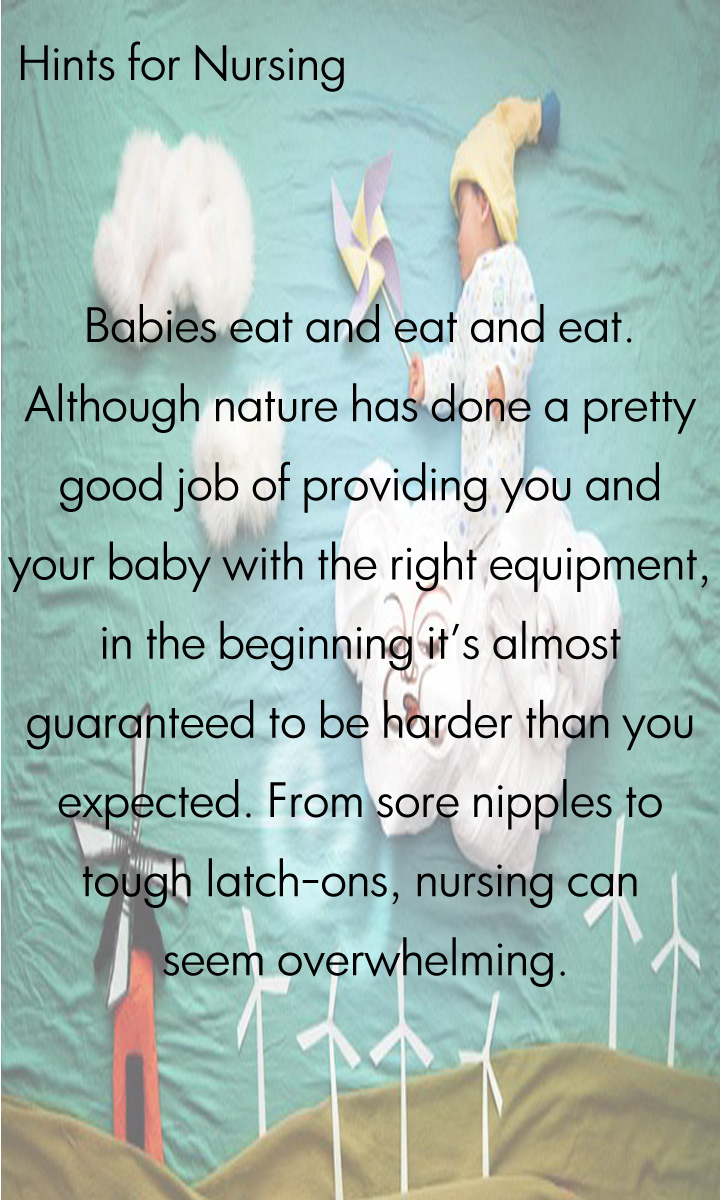 Hints for Nursing
Babies eat and eat and eat.
Although nature has done a pretty
good job of providing you and
your baby with the right equipment,
in the beginning it’s almost
guaranteed to be harder than you
expected. From sore nipples to
tough latch-ons, nursing can
seem overwhelming.